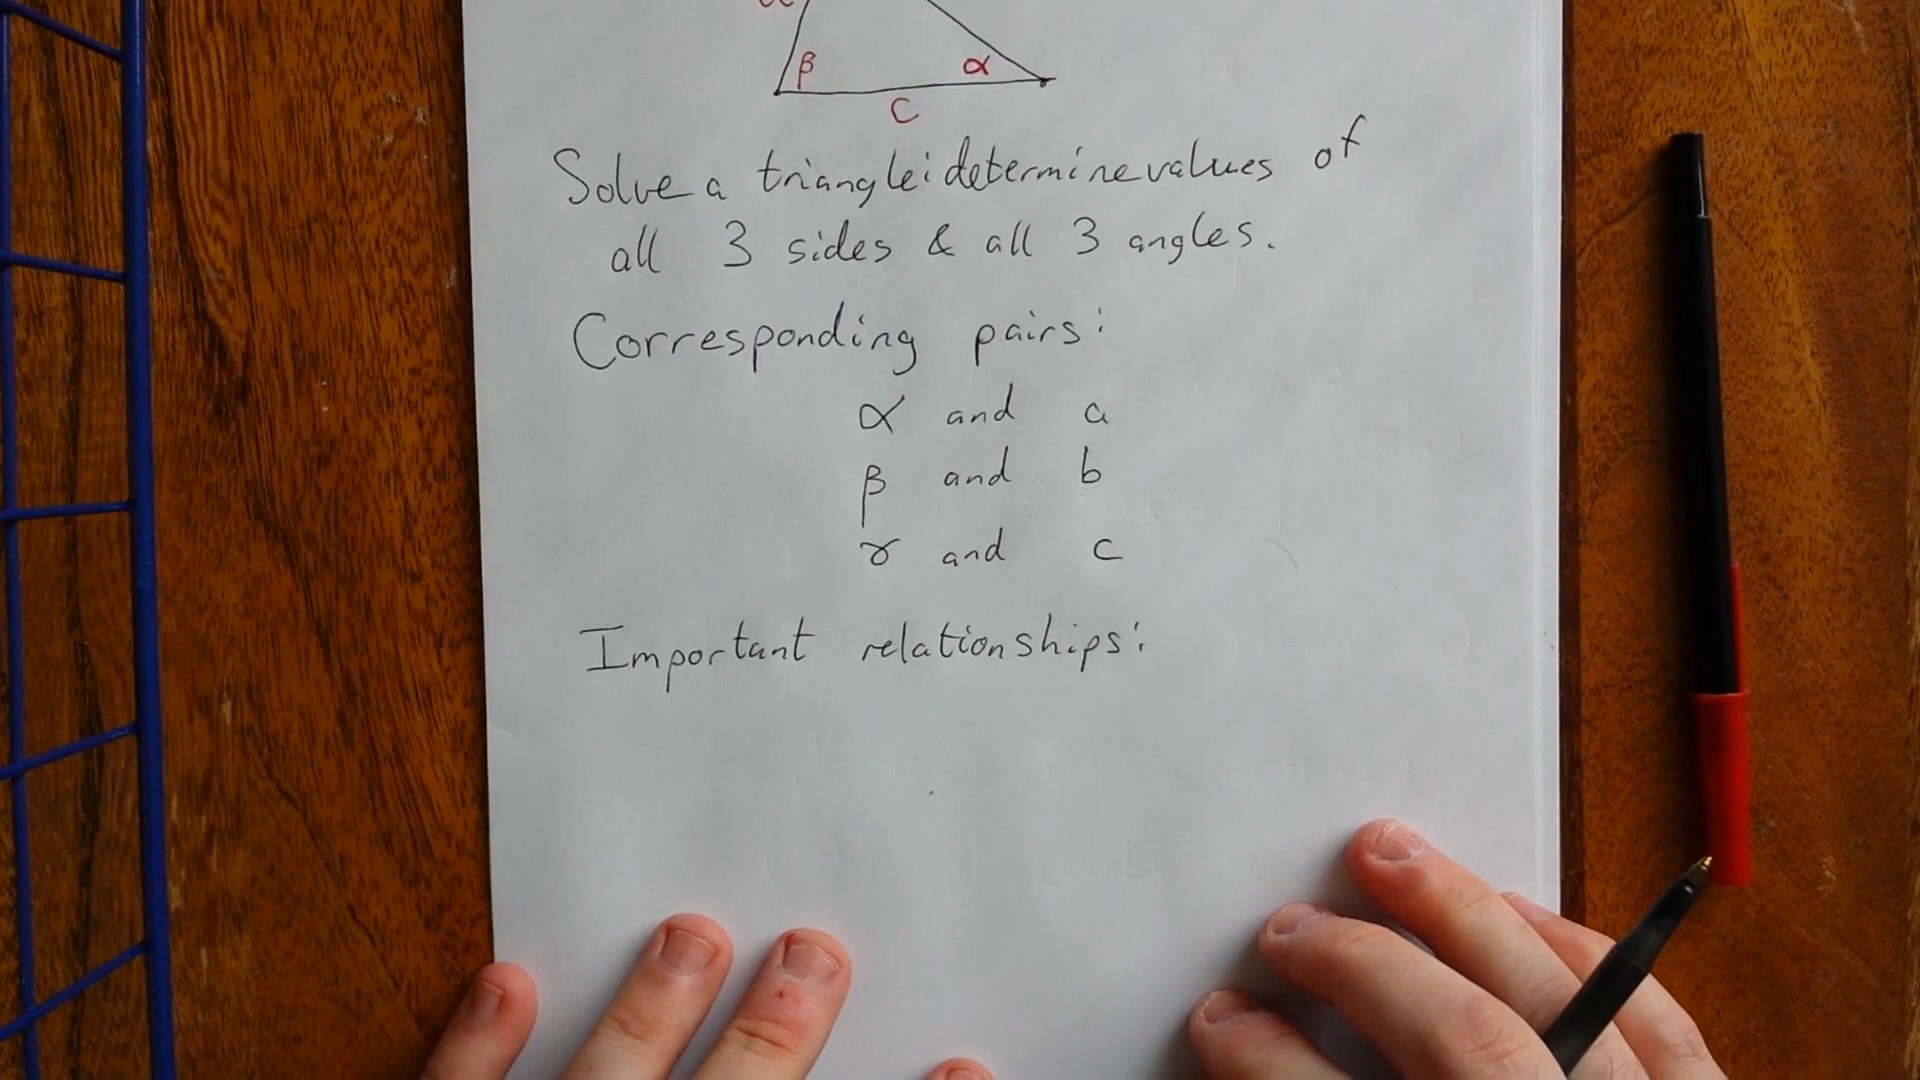 a
β α
C
Solve a triangle: determine values of
all 3 sides & all 3 angles.
Corresponding pairs:
α and a
β and b
γ and c
Important relationships: